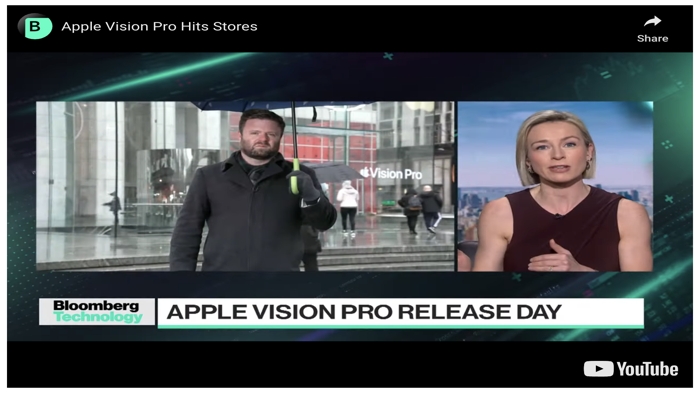 B
Apple Vision Pro Hits Stores
Share
Vision Pro
Bloomberg
Technology
APPLE VISION PRO RELEASE DAY
YouTube